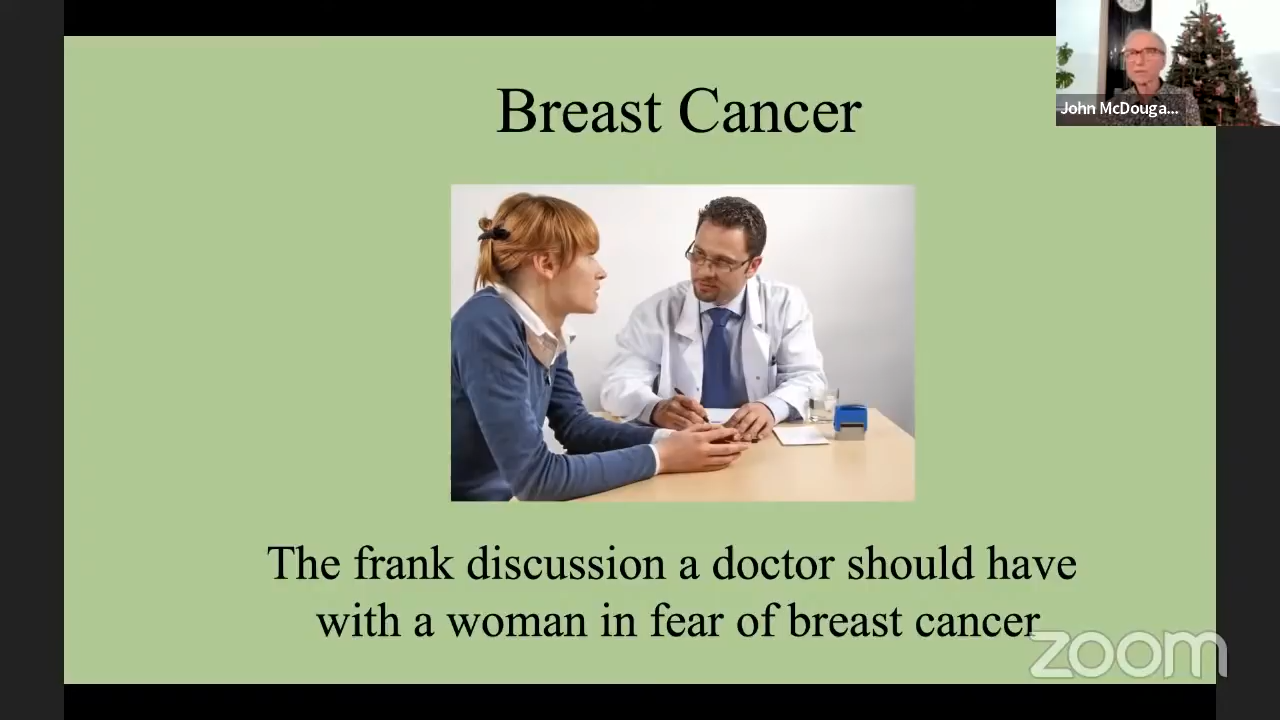 Breast Cancer
John McDouga...
The frank discussion a doctor should have
with a woman in fear of breast cancer
zoom